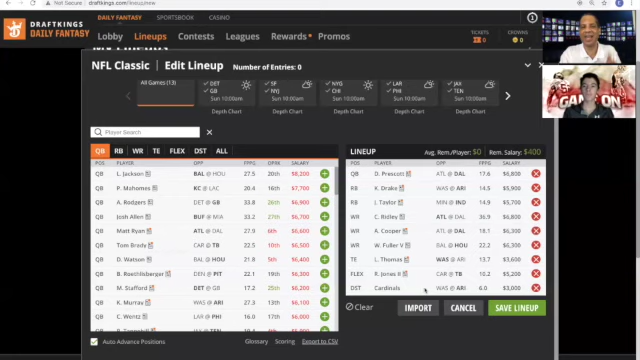 Not Secure | draftkings.com/lineup/new
DAILY FANTASY SPORTSBOOK CASINO
DRAFTKINGS
DAILY FANTASY
Lobby Lineups Contests Leagues Rewards Promos
TICKETS
0
CROWNS
0
My Lineups
NFL Classic | Edit Lineup Number of Entries: 0
All Games (13)
DET
GB
Sun 10:00am
Depth Chart
SF
NYJ
Sun 10:00am
Depth Chart
NYG
CHI
Sun 10:00am
Depth Chart
LAR
PHI
Sun 10:00am
Depth Chart
JAX
TEN
Sun 10:00am
Depth Chart
Player Search
QB RB WR TE FLEX DST ALL
POS PLAYER OPP FPPG OPRK SALARY
QB L. Jackson BAL@HOU 27.5 20th $8,200
QB P. Mahomes KC@LAC 20.4 16th $7,700
QB A. Rodgers DET@GB 33.8 26th $6,900
QB Josh Allen BUF@MIA 33.2 27th $6,700
QB Matt Ryan ATL@DAL 27.9 6th $6,600
QB Tom Brady CAR@TB 22.5 10th $6,500
QB D. Watson BAL@HOU 21.8 5th $6,400
QB B. Roethlisberger DEN@PIT 22.1 19th $6,300
QB M. Stafford DET@GB 17.2 25th $6,200
QB K. Murray WAS@ARI 27.3 13th $6,100
QB C. Wentz LAR@PHI 16.0 17th $6,000
Auto Advance Positions
Glossary Scoring Export to CSV
LINEUP Avg. Rem./Player: $0 Rem. Salary: $400
POS PLAYER OPP FPPG SALARY
QB D. Prescott ATL@DAL 17.6 $6,800
RB K. Drake WAS@ARI 14.5 $5,900
RB J. Taylor MIN@IND 14.9 $5,700
WR C. Ridley ATL@DAL 36.9 $6,800
WR A. Cooper ATL@DAL 18.1 $6,300
WR W. Fuller V BAL@HOU 22.2 $6,300
TE L. Thomas WAS@ARI 13.7 $3,600
FLEX R. Jones II CAR@TB 10.2 $5,200
DST Cardinals WAS@ARI 6.0 $3,000
Clear IMPORT CANCEL SAVE LINEUP
GAME ON